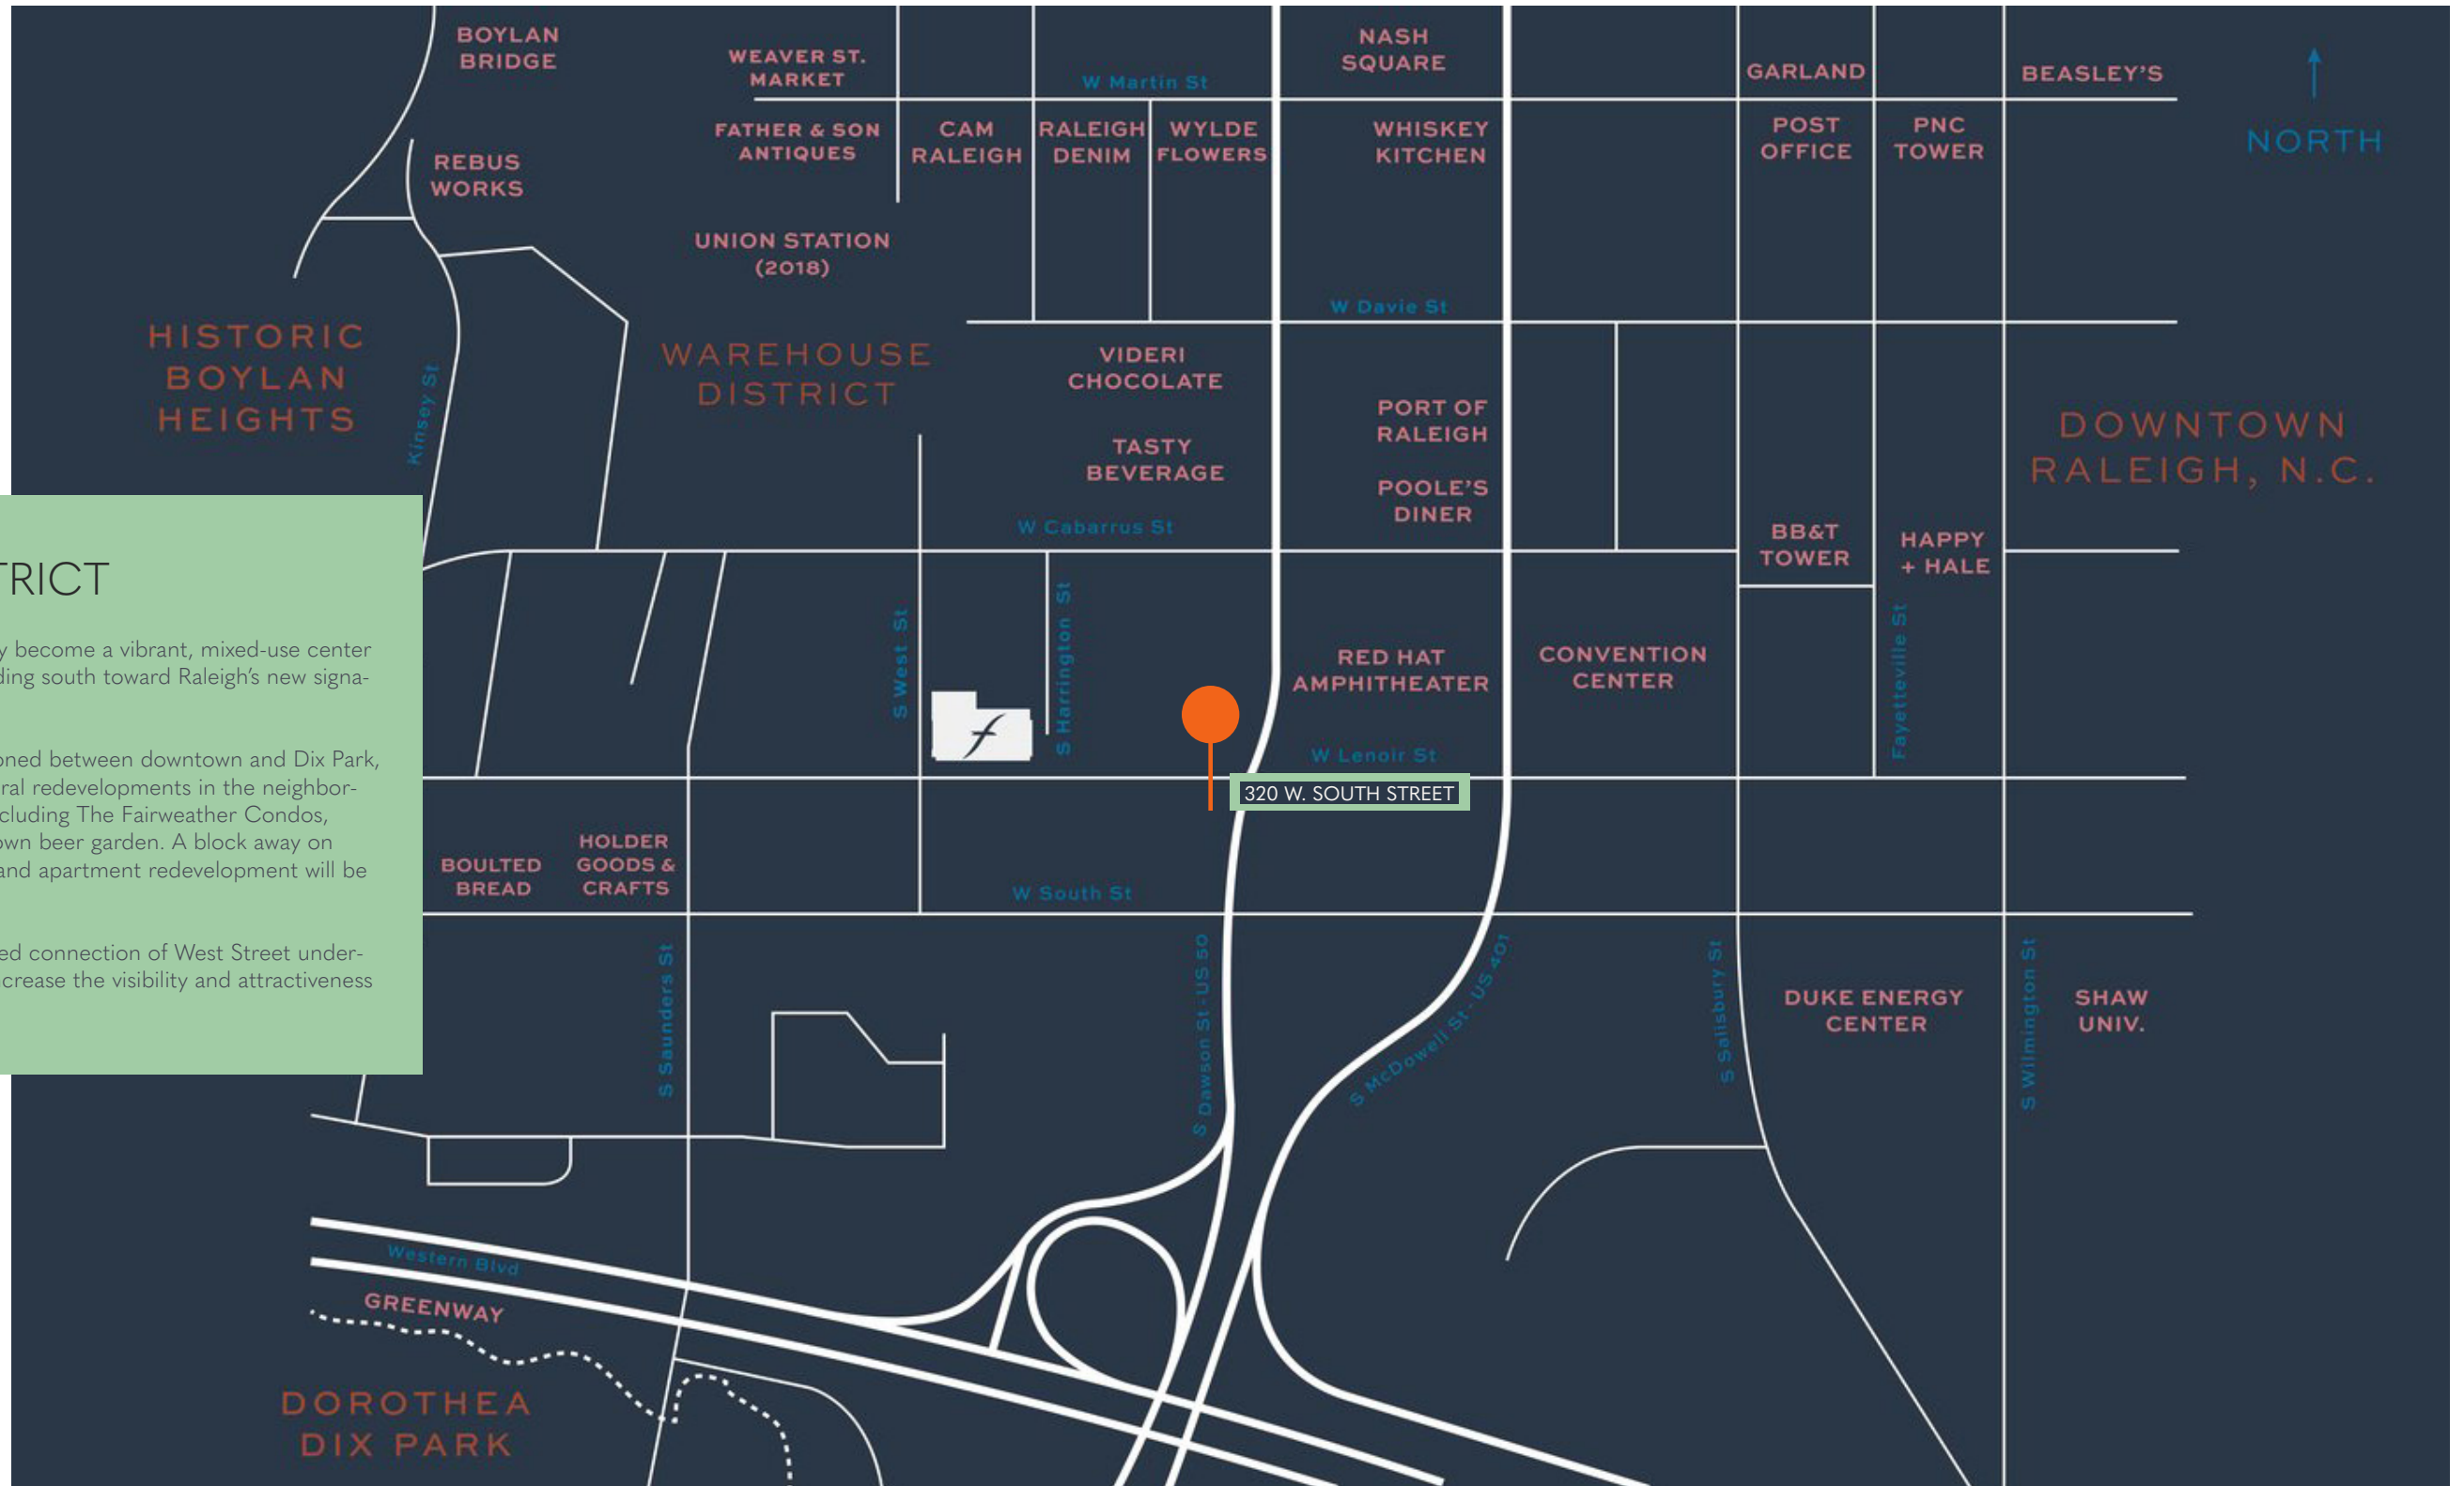 BOYLAN
BRIDGE
WEAVER ST.
MARKET
W Martin St
NASH
SQUARE
GARLAND
BEASLEY'S
NORTH
FATHER & SON
ANTIQUES
CAM
RALEIGH
RALEIGH
DENIM
WYLDE
FLOWERS
WHISKEY
KITCHEN
POST
OFFICE
PNC
TOWER
REBUS
WORKS
UNION STATION
(2018)
W Davie St
HISTORIC
BOYLAN
HEIGHTS
Kinsey St
WAREHOUSE
DISTRICT
VIDERI
CHOCOLATE
TASTY
BEVERAGE
PORT OF
RALEIGH
POOLE'S
DINER
DOWNTOWN
RALEIGH, N.C.
W Cabarrus St
BB&T
TOWER
HAPPY
+ HALE
TRICT
y become a vibrant, mixed-use center
ding south toward Raleigh's new signa-
oned between downtown and Dix Park,
ral redevelopments in the neighbor-
cluding The Fairweather Condos,
own beer garden. A block away on
and apartment redevelopment will be
ed connection of West Street under-
crease the visibility and attractiveness
S West St
S Harrington St
f
RED HAT
AMPHITHEATER
CONVENTION
CENTER
Fayetteville St
W Lenoir St
320 W. SOUTH STREET
BOULTED
BREAD
HOLDER
GOODS &
CRAFTS
W South St
S Saunders St
S Dawson St - US 50
S McDowell St - US 401
S Salisbury St
DUKE ENERGY
CENTER
S Wilmington St
SHAW
UNIV.
Western Blvd
GREENWAY
DOROTHEA
DIX PARK